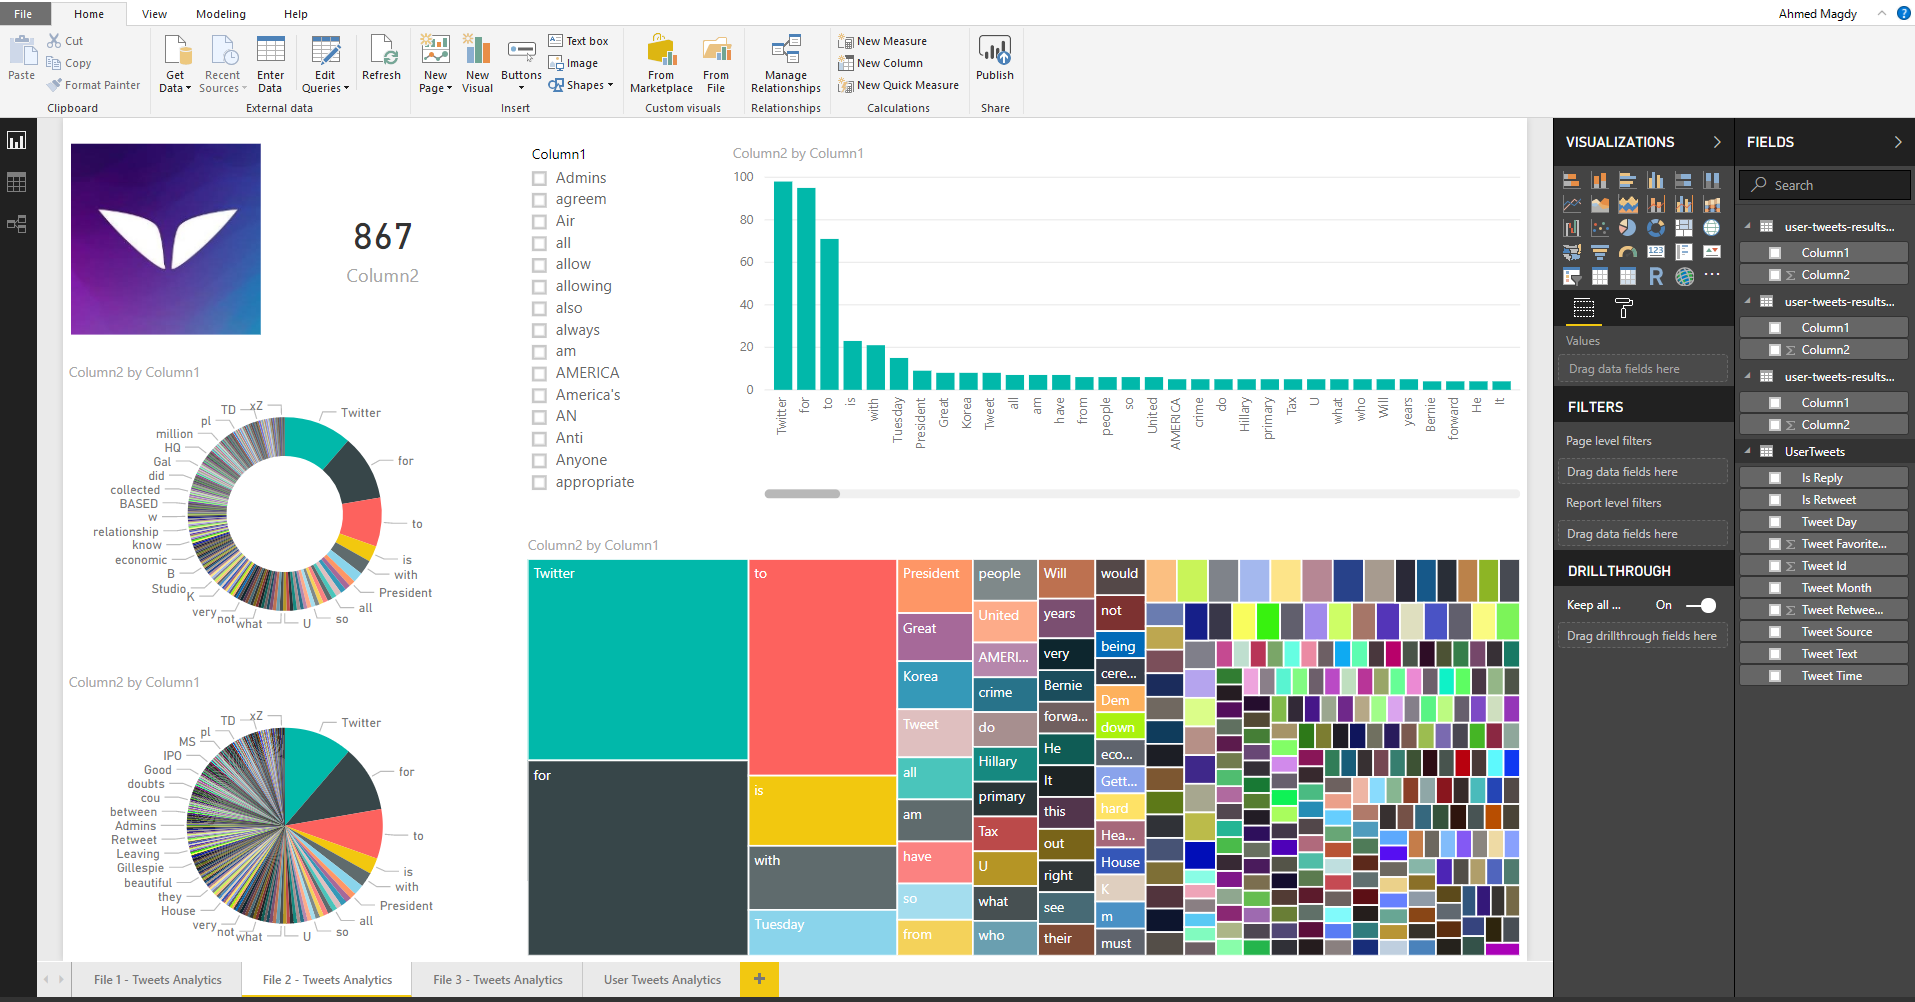 File Home View Modeling Help Ahmed Magdy ?
Paste
Cut
Copy
Format Painter
Clipboard
Get Data
Recent Sources
Enter Data
External data
Edit Queries
Refresh
New Page
New Visual
Buttons
Text box
Image
Shapes
Insert
From Marketplace
From File
Custom visuals
Manage Relationships
Relationships
New Measure
New Column
New Quick Measure
Calculations
Publish
Share
867
Column2
Column1
Admins
agreem
Air
all
allow
allowing
also
always
am
AMERICA
America's
AN
Anti
Anyone
appropriate
Column2 by Column1
100
80
60
40
20
0
Twitter
for
to
is
with
Tuesday
President
Great
Korea
Tweet
all
am
have
from
people
so
United
AMERICA
crime
do
Hillary
primary
Tax
U
what
who
Will
years
Bernie
forward
He
It
Column2 by Column1
Twitter
for
to
is
with
President
all
so
U
what
not
very
K
Studio
B
economic
know
relationship
w
BASED
collected
did
Gal
HQ
million
pl
TD
xZ
Column2 by Column1
Twitter
for
to
is
with
President
all
so
U
what
not
very
House
they
beautiful
Gillespie
Leaving
Retweet
Admins
between
cou
doubts
Good
IPO
MS
pl
TD
xZ
Column2 by Column1
Twitter
for
to
is
with
Tuesday
President
Great
Korea
Tweet
all
am
have
so
from
people
United
AMERI...
crime
do
Hillary
primary
Tax
U
what
who
Will
years
very
Bernie
forwa...
He
It
this
out
right
see
their
would
not
being
cere...
Dem
down
eco...
Gett...
hard
Hea...
House
K
m
must
VISUALIZATIONS
123
R
...
Values
Drag data fields here
FILTERS
Page level filters
Drag data fields here
Report level filters
Drag data fields here
DRILLTHROUGH
Keep all ... On
Drag drillthrough fields here
FIELDS
Search
user-tweets-results...
Column1
Σ Column2
user-tweets-results...
Column1
Σ Column2
user-tweets-results...
Column1
Σ Column2
UserTweets
Is Reply
Is Retweet
Tweet Day
Σ Tweet Favorite...
Σ Tweet Id
Tweet Month
Σ Tweet Retwee...
Tweet Source
Tweet Text
Tweet Time
File 1 - Tweets Analytics
File 2 - Tweets Analytics
File 3 - Tweets Analytics
User Tweets Analytics
+